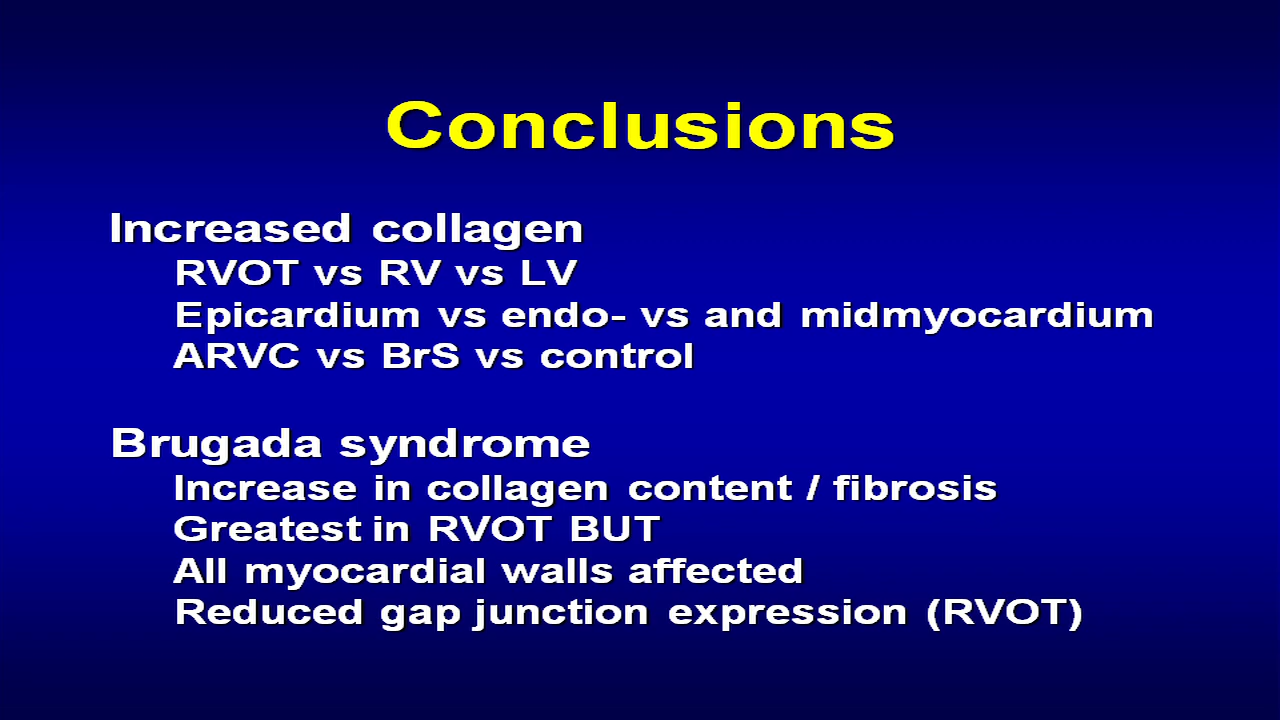 Conclusions
Increased collagen
RVOT vs RV vs LV
Epicardium vs endo- vs and midmyocardium
ARVC vs BrS vs control
Brugada syndrome
Increase in collagen content / fibrosis
Greatest in RVOT BUT
All myocardial walls affected
Reduced gap junction expression (RVOT)